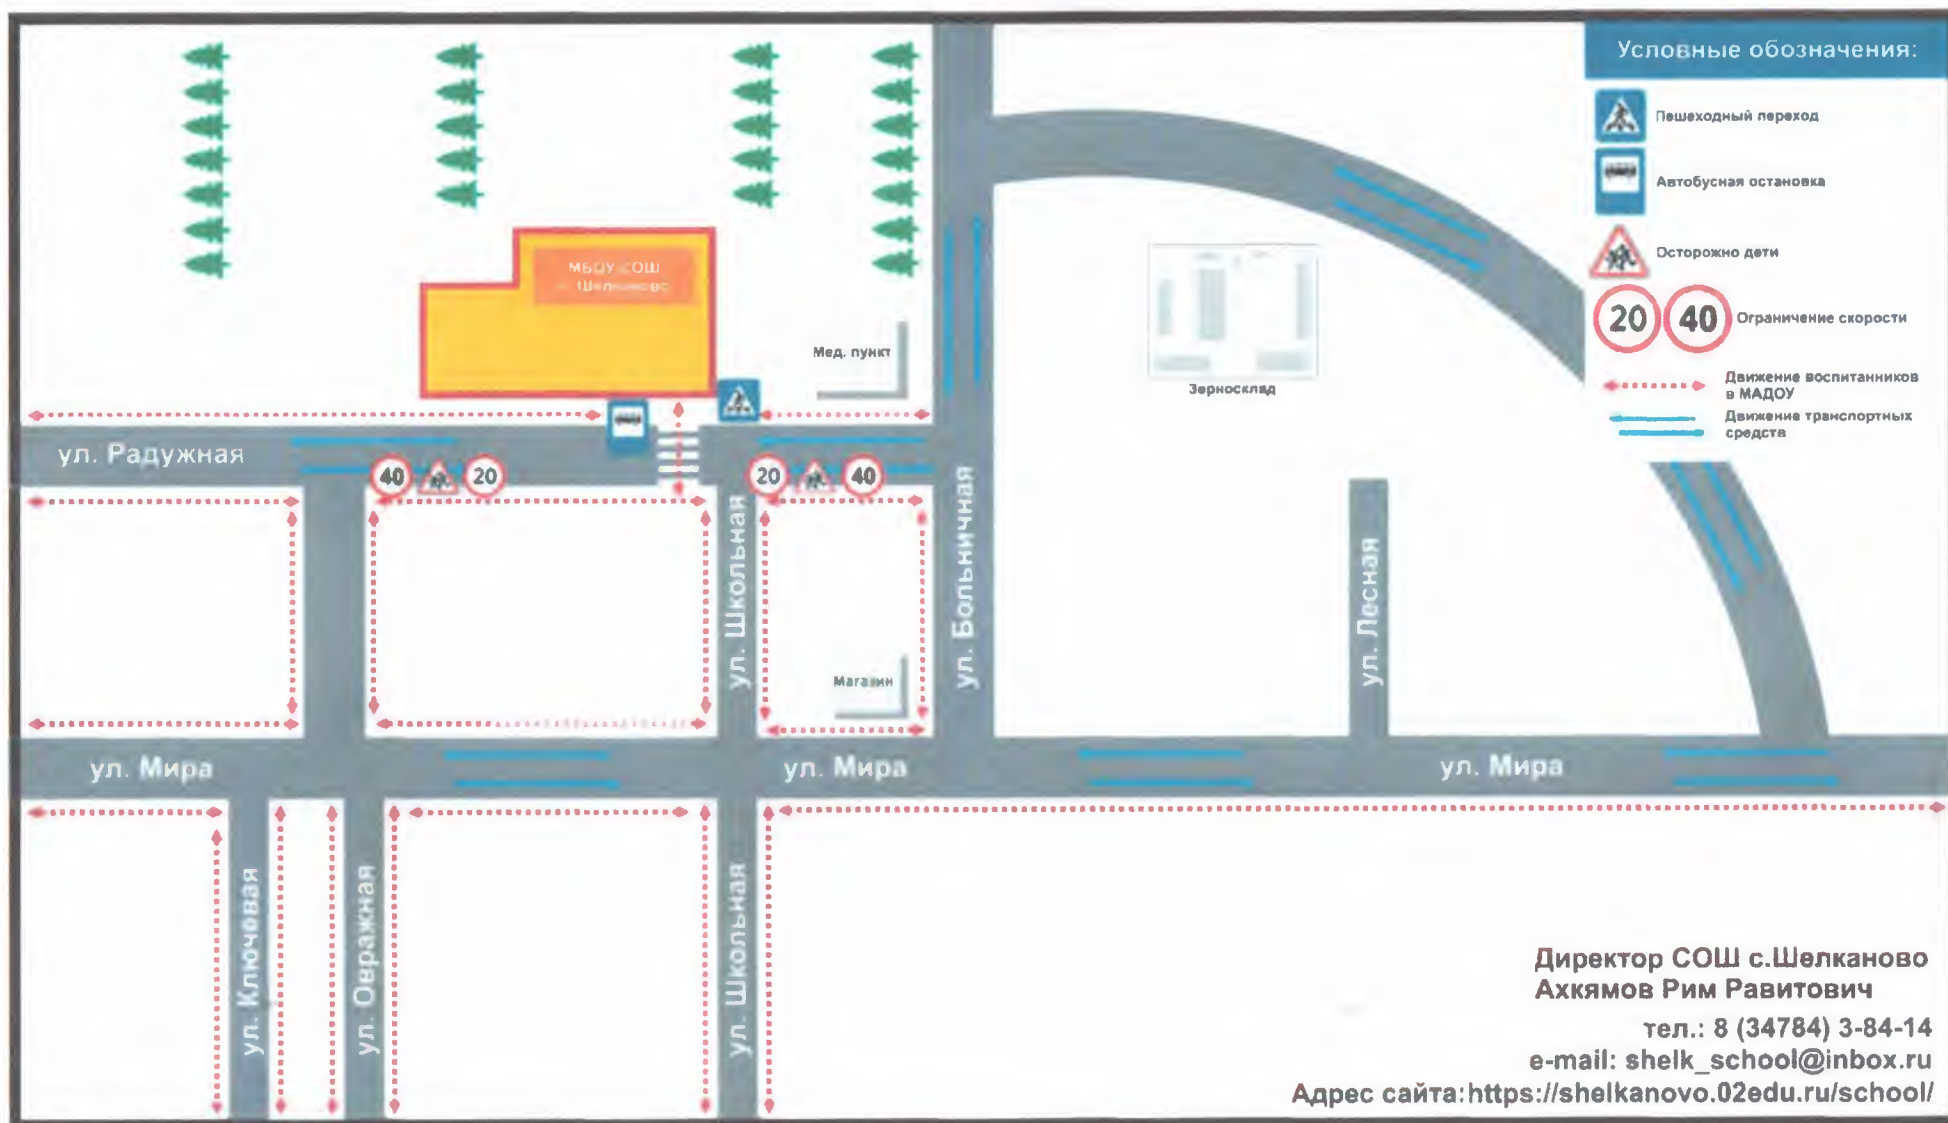 Условные обозначения:
Пешеходный переход
Автобусная остановка
Осторожно дети
20 40 Ограничение скорости
Движение воспитанников
в МАДОУ
Движение транспортных
средств
МБОУ СОШ
Шелканово
Мед. пункт
Зерносклад
ул. Радужная
40 20
20 40
ул. Школьная
ул. Больничная
ул. Лесная
Магазин
ул. Мира
ул. Мира
ул. Мира
ул. Ключевая
ул. Овражная
ул. Школьная
Директор СОШ с.Шелканово
Ахкямов Рим Равитович
тел.: 8 (34784) 3-84-14
e-mail: shelk_school@inbox.ru
Адрес сайта:https://shelkanovo.02edu.ru/school/